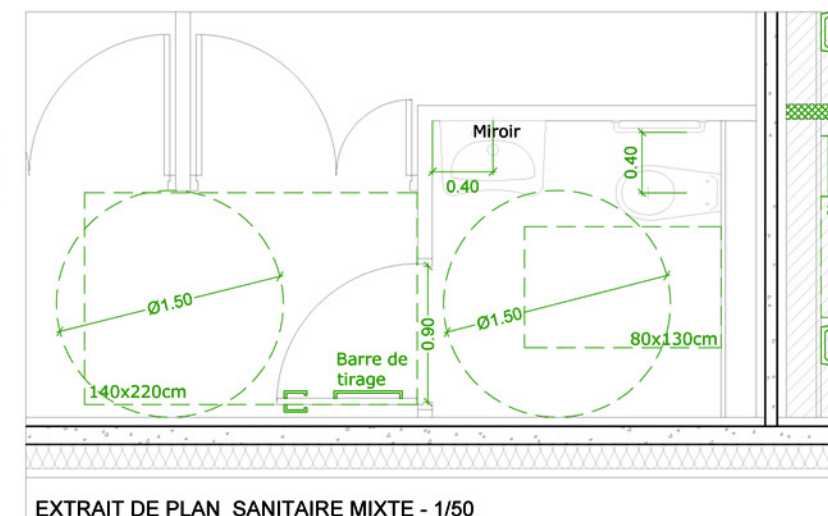 Miroir
0.40
0.40
Ø1.50
Ø1.50
0.90
80x130cm
Barre de
tirage
140x220cm
EXTRAIT DE PLAN SANITAIRE MIXTE - 1/50